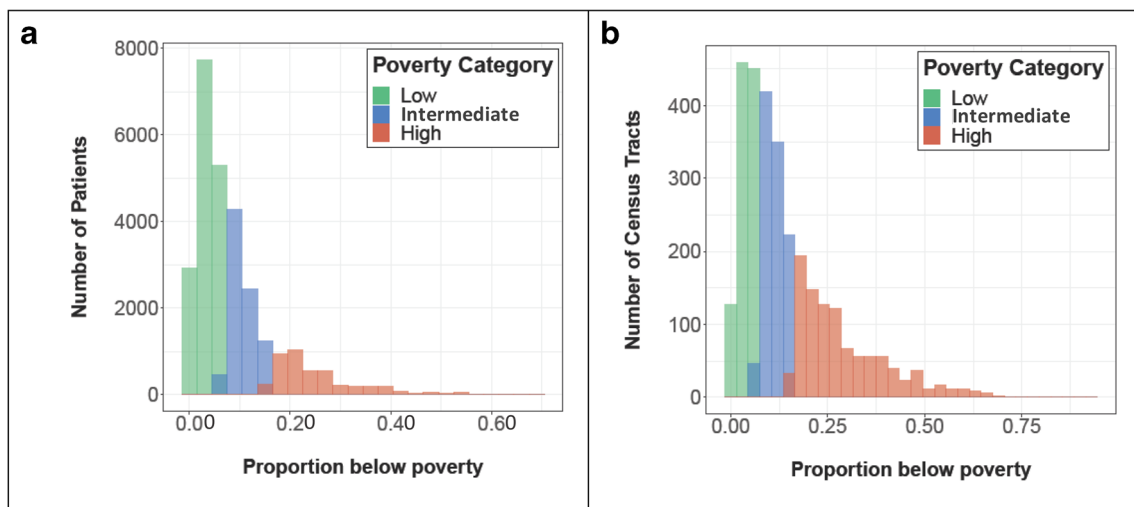 a
Poverty Category
Low
Intermediate
High
8000
6000
4000
2000
0
Number of Patients
0.00 0.20 0.40 0.60
Proportion below poverty
b
Poverty Category
Low
Intermediate
High
400
300
200
100
0
Number of Census Tracts
0.00 0.25 0.50 0.75
Proportion below poverty